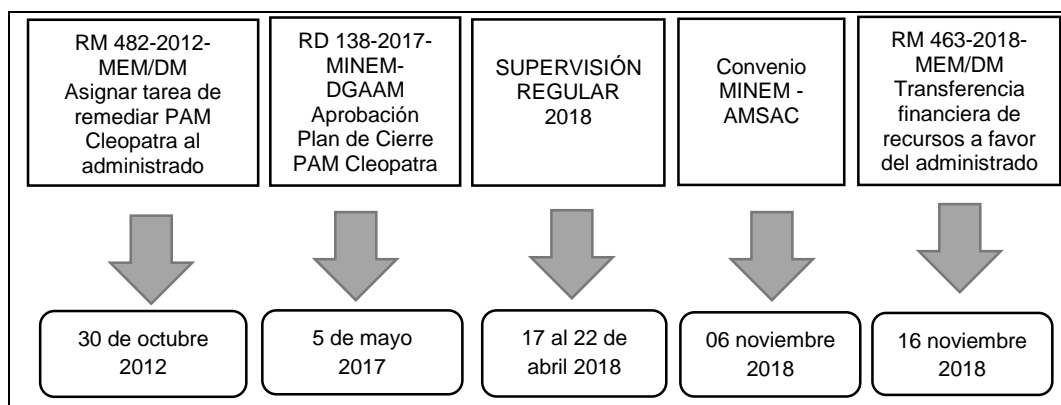 RM 482-2012-
MEM/DM
Asignar tarea de
remediar PAM
Cleopatra al
administrado
RD 138-2017-
MINEM-
DGAAM
Aprobación
Plan de Cierre
PAM Cleopatra
SUPERVISIÓN
REGULAR
2018
Convenio
MINEM -
AMSAC
RM 463-2018-
MEM/DM
Transferencia
financiera de
recursos a favor
del administrado
30 de octubre
2012
5 de mayo
2017
17 al 22 de
abril 2018
06 noviembre
2018
16 noviembre
2018